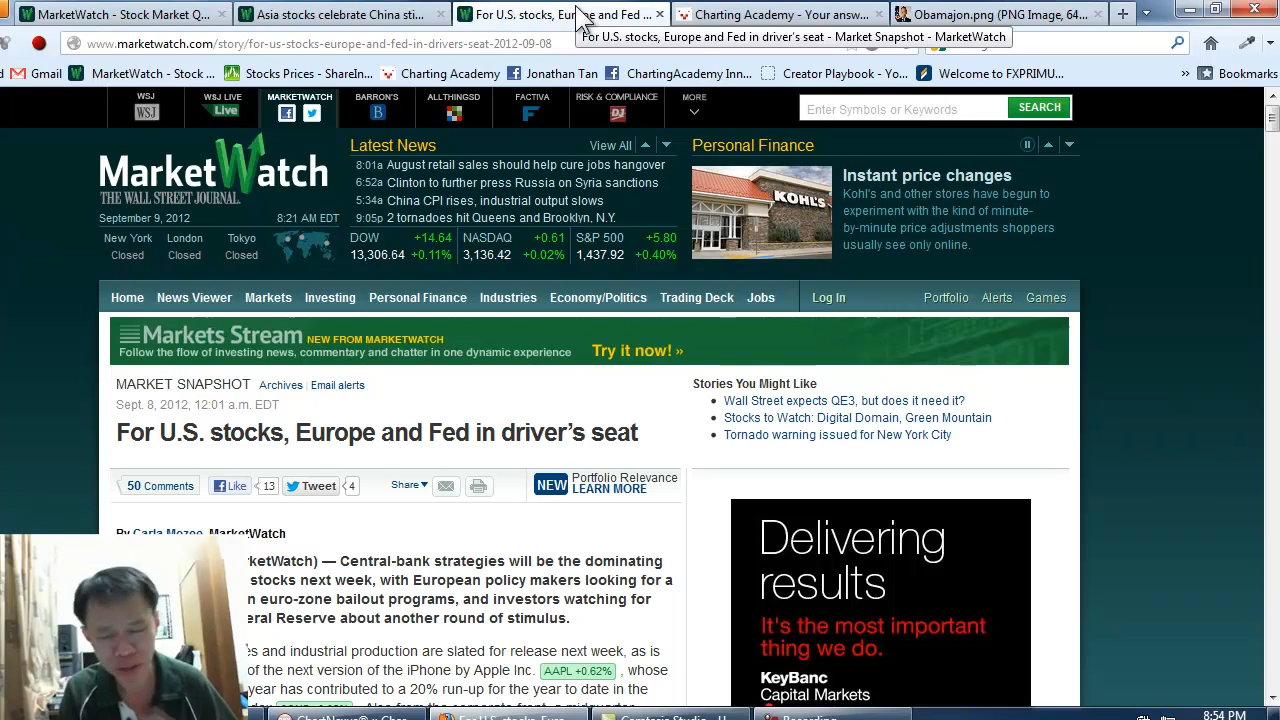 MarketWatch - Stock Market Q...
Asia stocks celebrate China sti...
For U.S. stocks, Europe and Fed ...
Charting Academy - Your answ...
Obamajon.png (PNG Image, 64...
www.marketwatch.com/story/for-us-stocks-europe-and-fed-in-drivers-seat-2012-09-08
For U.S. stocks, Europe and Fed in driver's seat - Market Snapshot - MarketWatch
Gmail
MarketWatch - Stock ...
Stocks Prices - ShareIn...
Charting Academy
Jonathan Tan
ChartingAcademy Inn...
Creator Playbook - Yo...
Welcome to FXPRIMU...
Bookmarks
WSJ
WSJ LIVE
MARKETWATCH
BARRON'S
ALLTHINGSD
FACTIVA
RISK & COMPLIANCE
MORE
WSJ
Live
B
F
DJ
Enter Symbols or Keywords
SEARCH
MarketWatch
THE WALL STREET JOURNAL.
September 9, 2012
8:21 AM EDT
New York
Closed
London
Closed
Tokyo
Closed
Latest News
View All
8:01a August retail sales should help cure jobs hangover
6:52a Clinton to further press Russia on Syria sanctions
5:34a China CPI rises, industrial output slows
9:05p 2 tornadoes hit Queens and Brooklyn, N.Y.
DOW +14.64
13,306.64 +0.11%
NASDAQ +0.61
3,136.42 +0.02%
S&P 500 +5.80
1,437.92 +0.40%
Personal Finance
KOHL'S
Instant price changes
Kohl's and other stores have begun to
experiment with the kind of minute-
by-minute price adjustments shoppers
usually see only online.
Home
News Viewer
Markets
Investing
Personal Finance
Industries
Economy/Politics
Trading Deck
Jobs
Log In
Portfolio
Alerts
Games
Markets Stream NEW FROM MARKETWATCH
Follow the flow of investing news, commentary and chatter in one dynamic experience
Try it now! »
MARKET SNAPSHOT Archives | Email alerts
Sept. 8, 2012, 12:01 a.m. EDT
For U.S. stocks, Europe and Fed in driver's seat
50 Comments
Like
13
Tweet
4
Share
NEW
Portfolio Relevance
LEARN MORE
By Carla Mozee, MarketWatch
ketWatch) — Central-bank strategies will be the dominating
stocks next week, with European policy makers looking for a
n euro-zone bailout programs, and investors watching for
eral Reserve about another round of stimulus.
s and industrial production are slated for release next week, as is
of the next version of the iPhone by Apple Inc. AAPL +0.62% , whose
year has contributed to a 20% run-up for the year to date in the
Stories You Might Like
Wall Street expects QE3, but does it need it?
Stocks to Watch: Digital Domain, Green Mountain
Tornado warning issued for New York City
Delivering
results
It's the most important
thing we do.
KeyBanc
Capital Markets
8:54 PM